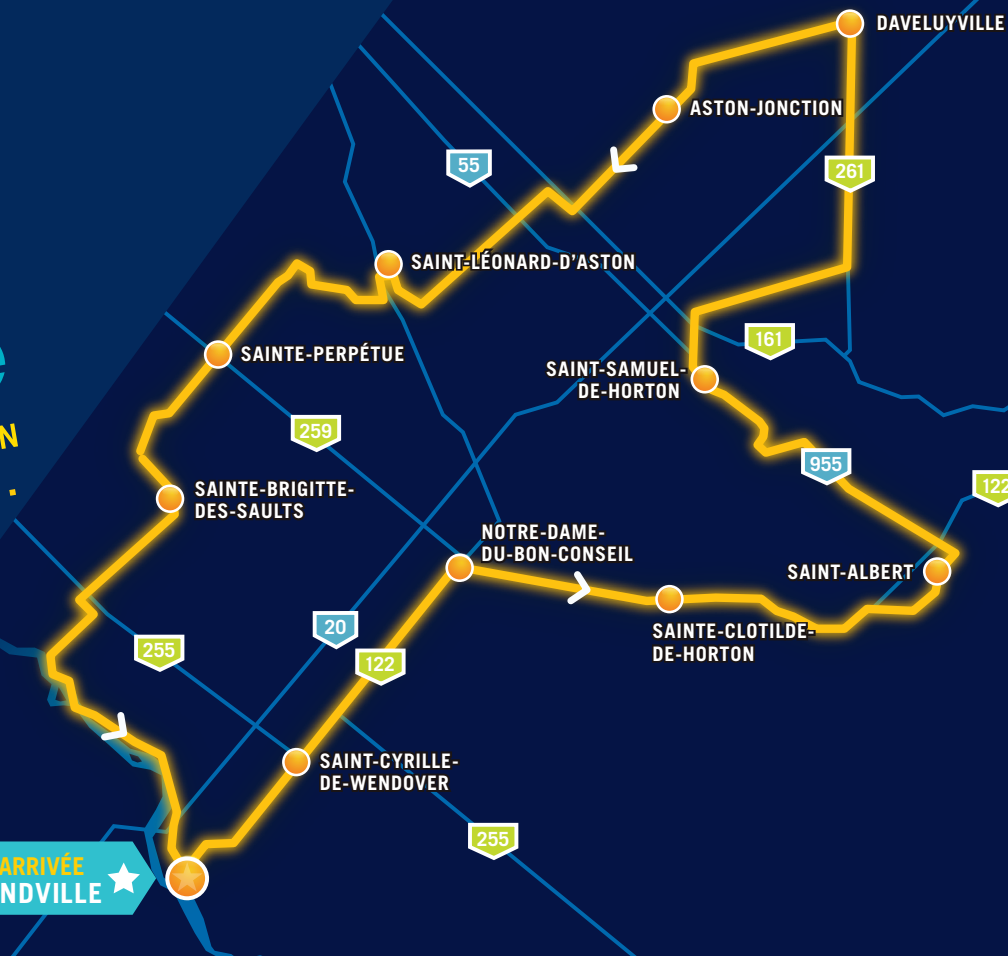 DAVELUYVILLE
ASTON-JONCTION
55
261
SAINT-LÉONARD-D'ASTON
161
SAINTE-PERPÉTUE
SAINT-SAMUEL-
DE-HORTON
259
955
122
SAINTE-BRIGITTE-
DES-SAULTS
NOTRE-DAME-
DU-BON-CONSEIL
SAINT-ALBERT
20
SAINTE-CLOTILDE-
DE-HORTON
255
122
SAINT-CYRILLE-
DE-WENDOVER
255
ARRIVÉE
NDVILLE